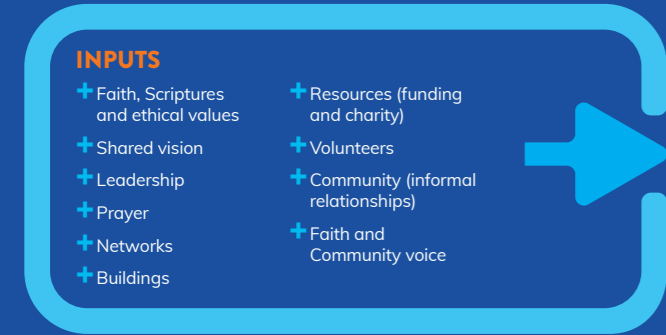 INPUTS
+ Faith, Scriptures
and ethical values
+ Shared vision
+ Leadership
+ Prayer
+ Networks
+ Buildings
+ Resources (funding
and charity)
+ Volunteers
+ Community (informal
relationships)
+ Faith and
Community voice